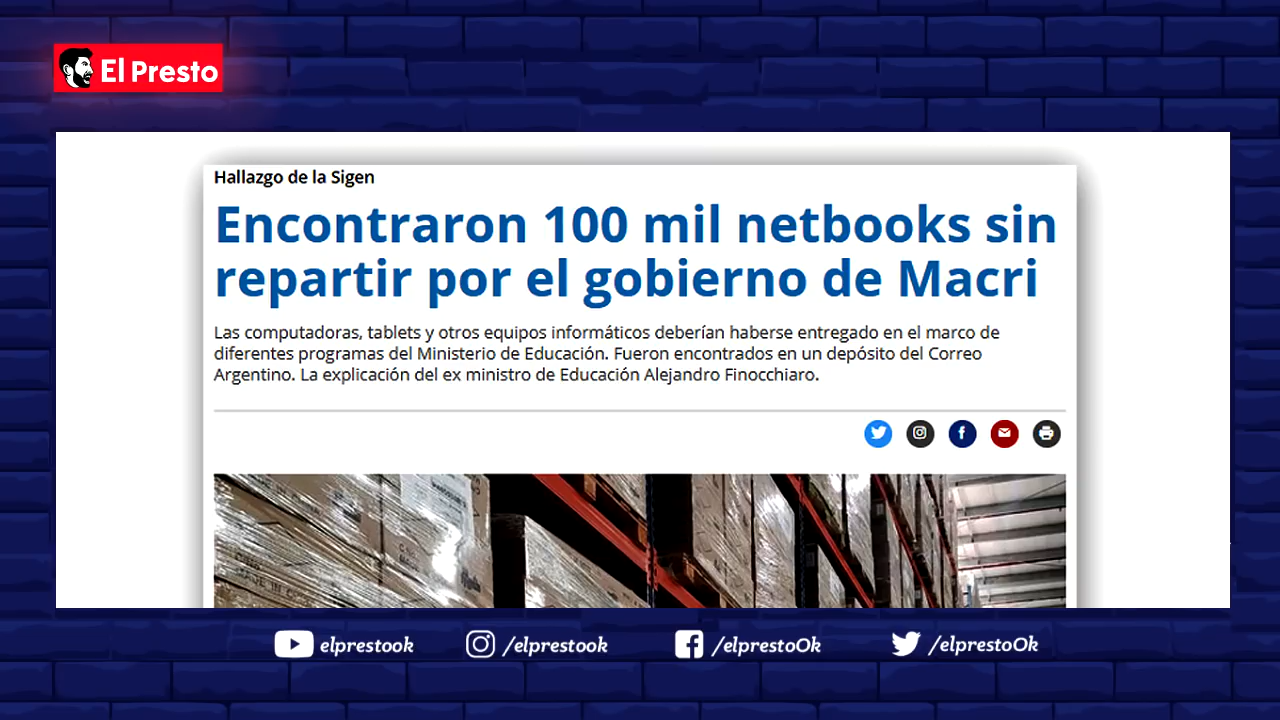 El Presto
Hallazgo de la Sigen
Encontraron 100 mil netbooks sin
repartir por el gobierno de Macri
Las computadoras, tablets y otros equipos informáticos deberían haberse entregado en el marco de
diferentes programas del Ministerio de Educación. Fueron encontrados en un depósito del Correo
Argentino. La explicación del ex ministro de Educación Alejandro Finocchiaro.
elprestook
/elprestook
/elprestoOk
/elprestoOk